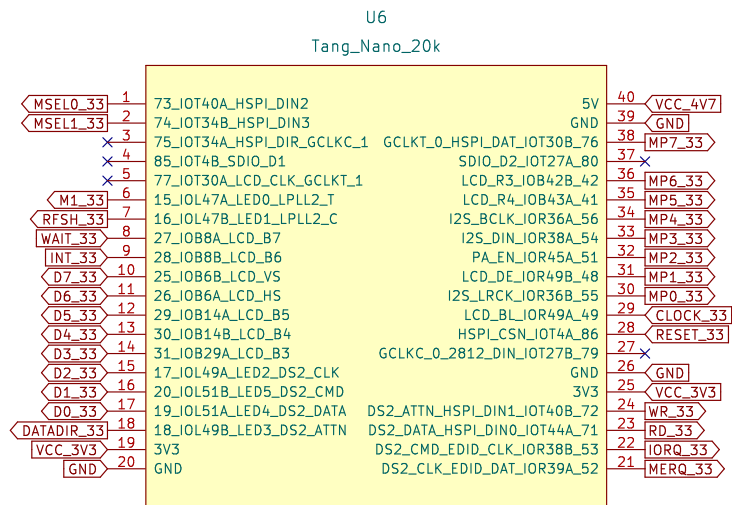 U6
Tang_Nano_20k
MSEL0_33 1 73_IOT40A_HSPI_DIN2 5V 40 VCC_4V7
MSEL1_33 2 74_IOT34B_HSPI_DIN3 GND 39 GND
3 75_IOT34A_HSPI_DIR_GCLKC_1 GCLKT_0_HSPI_DAT_IOT30B_76 38 MP7_33
4 85_IOT4B_SDIO_D1 SDIO_D2_IOT27A_80 37
5 77_IOT30A_LCD_CLK_GCLKT_1 LCD_R3_IOB42B_42 36 MP6_33
M1_33 6 15_IOL47A_LED0_LPLL2_T LCD_R4_IOB43A_41 35 MP5_33
RFSH_33 7 16_IOL47B_LED1_LPLL2_C I2S_BCLK_IOR36A_56 34 MP4_33
WAIT_33 8 27_IOB8A_LCD_B7 I2S_DIN_IOR38A_54 33 MP3_33
INT_33 9 28_IOB8B_LCD_B6 PA_EN_IOR45A_51 32 MP2_33
D7_33 10 25_IOB6B_LCD_VS LCD_DE_IOR49B_48 31 MP1_33
D6_33 11 26_IOB6A_LCD_HS I2S_LRCK_IOR36B_55 30 MP0_33
D5_33 12 29_IOB14A_LCD_B5 LCD_BL_IOR49A_49 29 CLOCK_33
D4_33 13 30_IOB14B_LCD_B4 HSPI_CSN_IOT4A_86 28 RESET_33
D3_33 14 31_IOB29A_LCD_B3 GCLKC_0_2812_DIN_IOT27B_79 27
D2_33 15 17_IOL49A_LED2_DS2_CLK GND 26 GND
D1_33 16 20_IOL51B_LED5_DS2_CMD 3V3 25 VCC_3V3
D0_33 17 19_IOL51A_LED4_DS2_DATA DS2_ATTN_HSPI_DIN1_IOT40B_72 24 WR_33
DATADIR_33 18 18_IOL49B_LED3_DS2_ATTN DS2_DATA_HSPI_DIN0_IOT44A_71 23 RD_33
VCC_3V3 19 3V3 DS2_CMD_EDID_CLK_IOR38B_53 22 IORQ_33
GND 20 GND DS2_CLK_EDID_DAT_IOR39A_52 21 MERQ_33